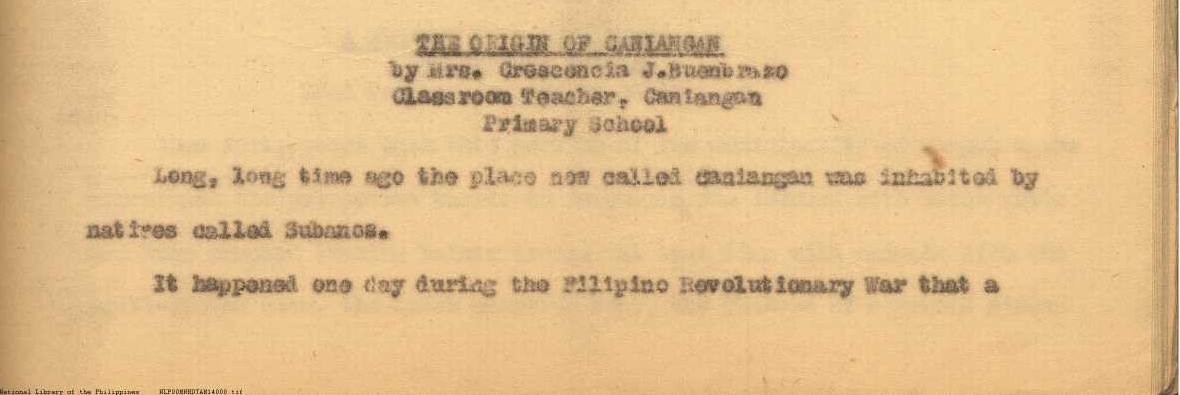 THE ORIGIN OF CANIANGAN
by Mrs. Crescencia J.Buenbrazo
Classroom Teacher, Caniangan
Primary School
Long, long time ago the place now called Caniangan was inhabited by
natives called Subanos.
It happened one day during the Filipino Revolutionary War that a
National Library of the Philippines